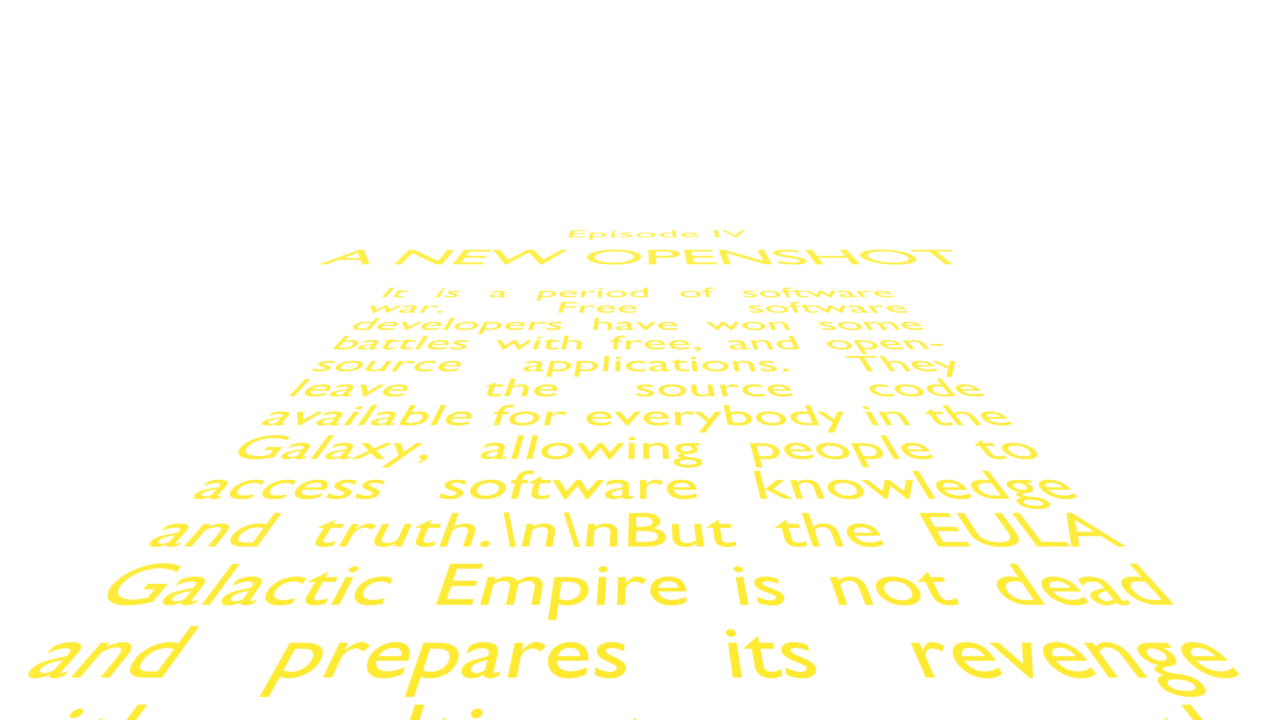 Episode IV
A NEW OPENSHOT
It is a period of software
war. Free software
developers have won some
battles with free, and open-
source applications. They
leave the source code
available for everybody in the
Galaxy, allowing people to
access software knowledge
and truth.\n\nBut the EULA
Galactic Empire is not dead
and prepares its revenge